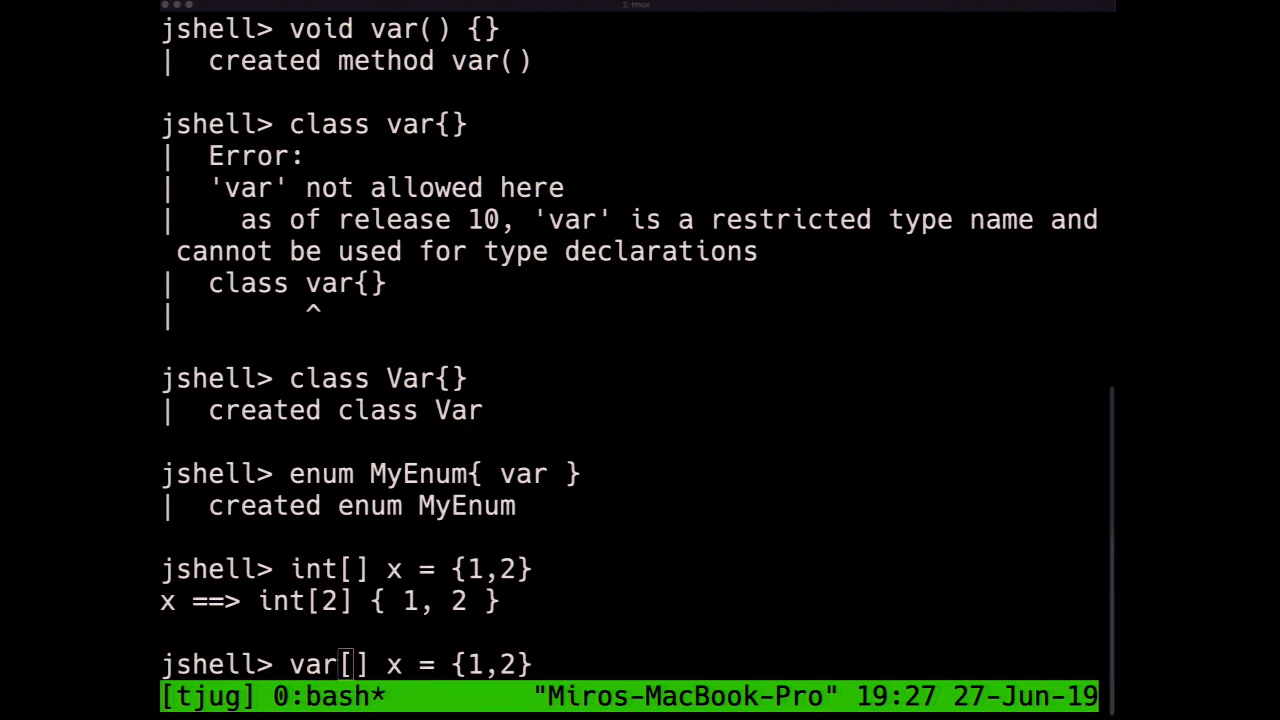 2. tmux
jshell> void var() {}
|  created method var()
jshell> class var{}
|  Error:
|  'var' not allowed here
|    as of release 10, 'var' is a restricted type name and
 cannot be used for type declarations
|  class var{}
|        ^
jshell> class Var{}
|  created class Var
jshell> enum MyEnum{ var }
|  created enum MyEnum
jshell> int[] x = {1,2}
x ==> int[2] { 1, 2 }
jshell> var[] x = {1,2}
[tjug] 0:bash*         "Miros-MacBook-Pro" 19:27 27-Jun-19